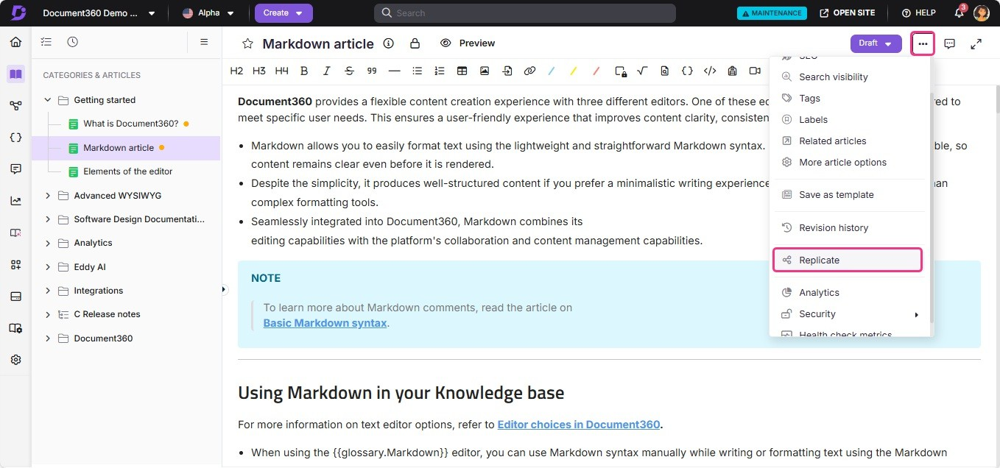 Document360 Demo ...
Alpha
Create
Search
MAINTENANCE
OPEN SITE
HELP
3
CATEGORIES & ARTICLES
Getting started
What is Document360?
Markdown article
Elements of the editor
Advanced WYSIWYG
Software Design Documentati...
Analytics
Eddy AI
Integrations
C Release notes
Document360
Markdown article
Preview
Draft
H2 H3 H4 B I S 99
Document360 provides a flexible content creation experience with three different editors. One of these ed
red to
meet specific user needs. This ensures a user-friendly experience that improves content clarity, consisten
• Markdown allows you to easily format text using the lightweight and straightforward Markdown syntax.
ble, so
content remains clear even before it is rendered.
• Despite the simplicity, it produces well-structured content if you prefer a minimalistic writing experience
an
complex formatting tools.
• Seamlessly integrated into Document360, Markdown combines its
editing capabilities with the platform's collaboration and content management capabilities.
NOTE
To learn more about Markdown comments, read the article on
Basic Markdown syntax.
Using Markdown in your Knowledge base
For more information on text editor options, refer to Editor choices in Document360.
• When using the {{glossary.Markdown}} editor, you can use Markdown syntax manually while writing or formatting text using the Markdown
SEO
Search visibility
Tags
Labels
Related articles
More article options
Save as template
Revision history
Replicate
Analytics
Security
Health check metrics